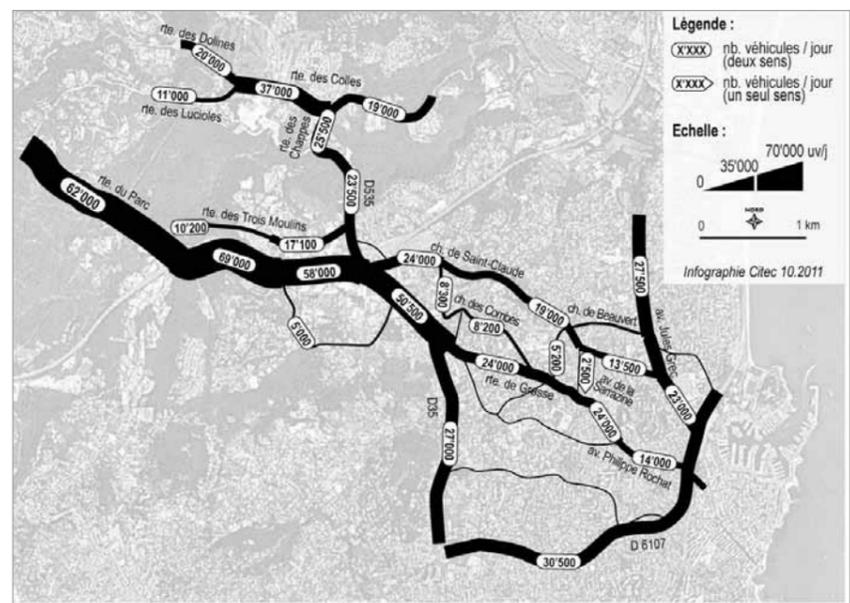 Légende :
X'XXX nb. véhicules / jour
(deux sens)
X'XXX nb. véhicules / jour
(un seul sens)
Echelle :
70'000 uv/j
35'000
0
NORD
0 1 km
Infographie Citec 10.2011
rte. des Dolines
20'000
rte. des Colles
37'000
11'000
rte. des Lucioles
19'000
rte. des
Chappes
25'500
23'500
D535
62'000
rte. du Parc
rte. des Trois Moulins
10'200
17'100
69'000
58'000
24'000
ch. de Saint-Claude
8'300
ch. des Combes
8'200
50'500
5'000
19'000
ch. de Beauvert
27'500
av. Jules Grec
5'200
2'500
13'500
av. de la
Sarrazine
24'000
rte. de Grasse
23'000
24'000
D35
27'000
14'000
av. Philippe Rochat
D 6107
30'500